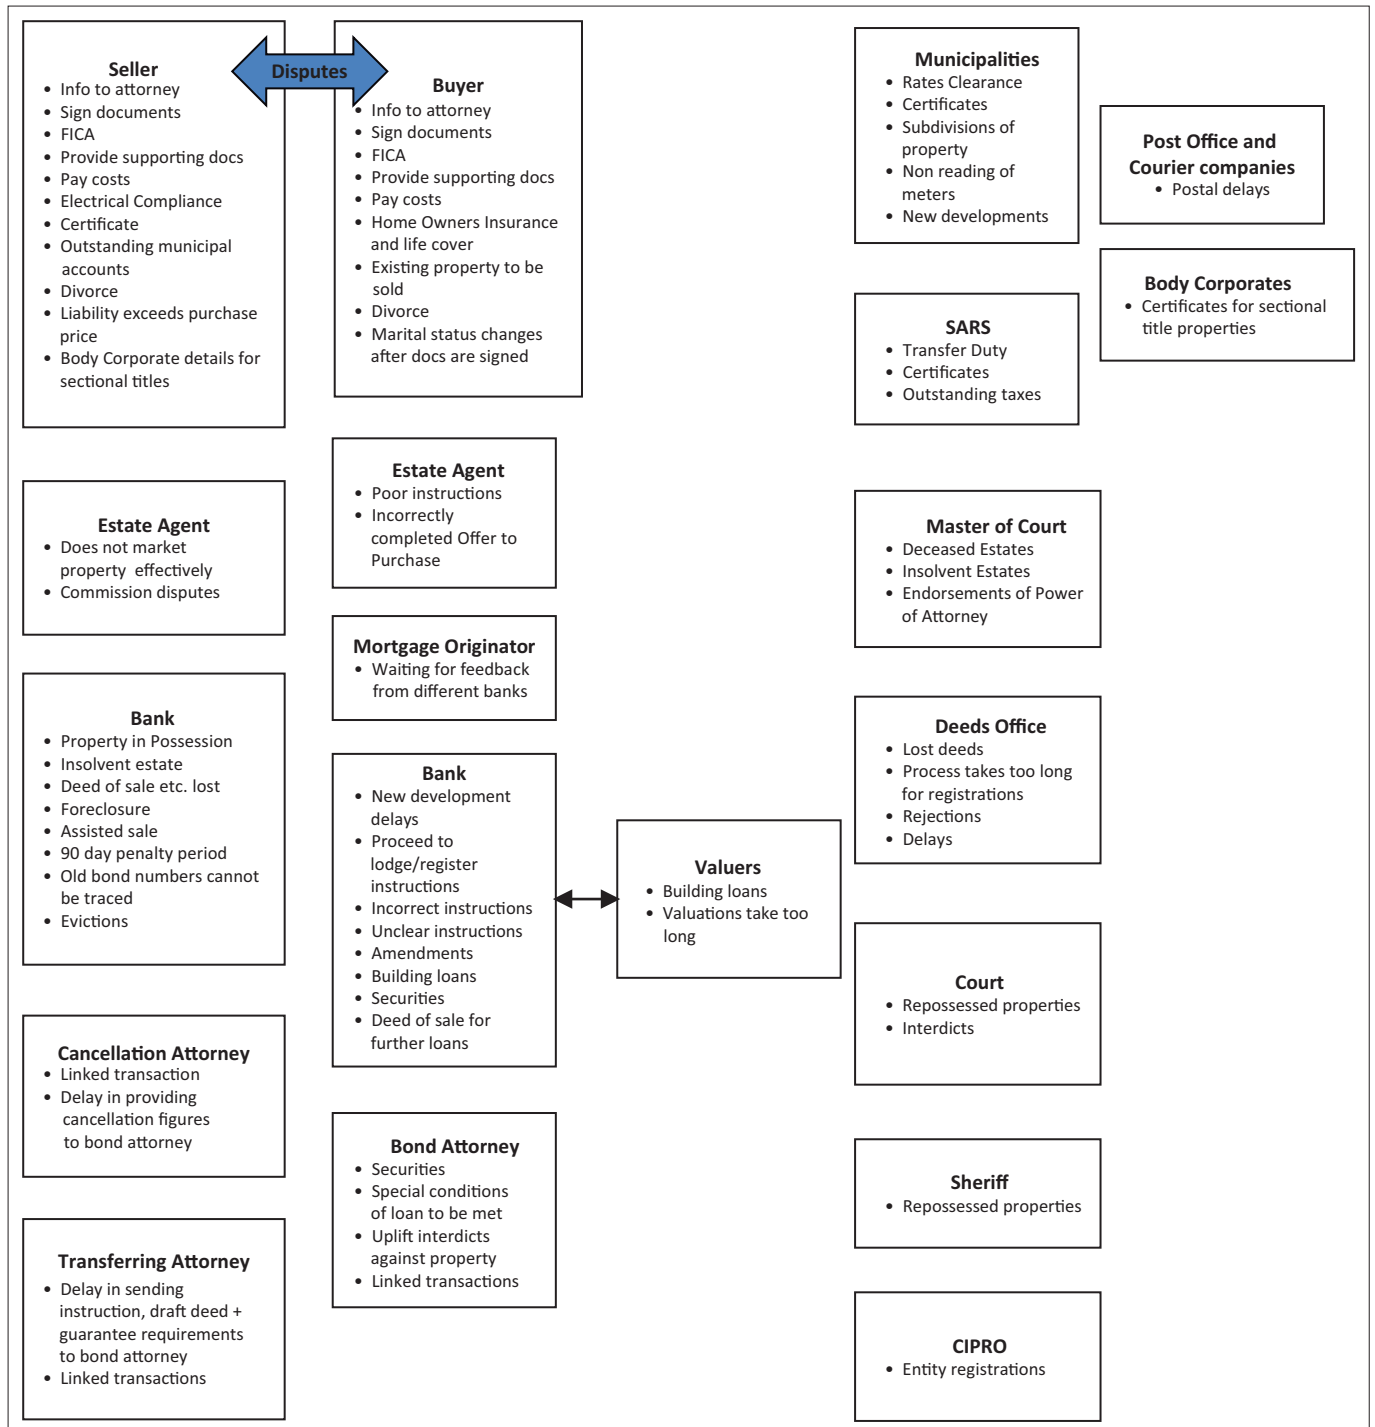 Disputes
Seller
• Info to attorney
• Sign documents
• FICA
• Provide supporting docs
• Pay costs
• Electrical Compliance
• Certificate
• Outstanding municipal
accounts
• Divorce
• Liability exceeds purchase
price
• Body Corporate details for
sectional titles
Estate Agent
• Does not market
property effectively
• Commission disputes
Bank
• Property in Possession
• Insolvent estate
• Deed of sale etc. lost
• Foreclosure
• Assisted sale
• 90 day penalty period
• Old bond numbers cannot
be traced
• Evictions
Cancellation Attorney
• Linked transaction
• Delay in providing
cancellation figures
to bond attorney
Transferring Attorney
• Delay in sending
instruction, draft deed +
guarantee requirements
to bond attorney
• Linked transactions
Buyer
• Info to attorney
• Sign documents
• FICA
• Provide supporting docs
• Pay costs
• Home Owners Insurance
and life cover
• Existing property to be
sold
• Divorce
• Marital status changes
after docs are signed
Estate Agent
• Poor instructions
• Incorrectly
completed Offer to
Purchase
Mortgage Originator
• Waiting for feedback
from different banks
Bank
• New development
delays
• Proceed to
lodge/register
instructions
• Incorrect instructions
• Unclear instructions
• Amendments
• Building loans
• Securities
• Deed of sale for
further loans
Bond Attorney
• Securities
• Special conditions
of loan to be met
• Uplift interdicts
against property
• Linked transactions
Valuers
• Building loans
• Valuations take too
long
Municipalities
• Rates Clearance
• Certificates
• Subdivisions of
property
• Non reading of
meters
• New developments
SARS
• Transfer Duty
• Certificates
• Outstanding taxes
Master of Court
• Deceased Estates
• Insolvent Estates
• Endorsements of Power
of Attorney
Deeds Office
• Lost deeds
• Process takes too long
for registrations
• Rejections
• Delays
Court
• Repossessed properties
• Interdicts
Sheriff
• Repossessed properties
CIPRO
• Entity registrations
Post Office and
Courier companies
• Postal delays
Body Corporates
• Certificates for sectional
title properties